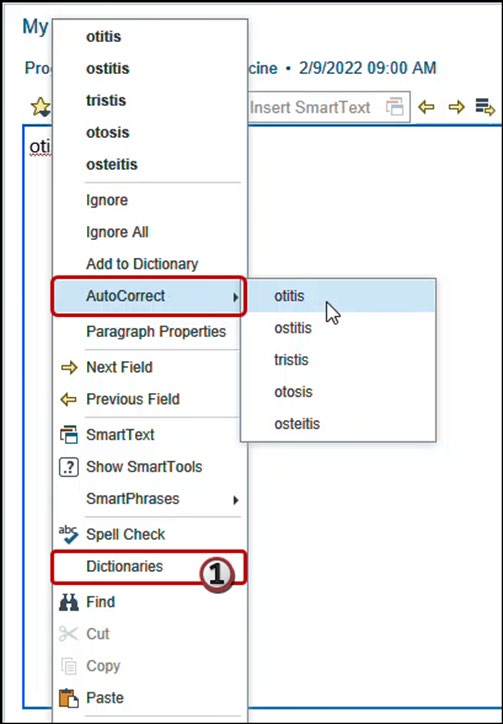 My
otitis
ostitis
Pro cine • 2/9/2022 09:00 AM
tristis
Insert SmartText
otosis
oti
osteitis
Ignore
Ignore All
Add to Dictionary
AutoCorrect
otitis
Paragraph Properties
ostitis
Next Field
tristis
Previous Field
otosis
osteitis
SmartText
.? Show SmartTools
SmartPhrases
abc Spell Check
Dictionaries 1
Find
Cut
Copy
Paste